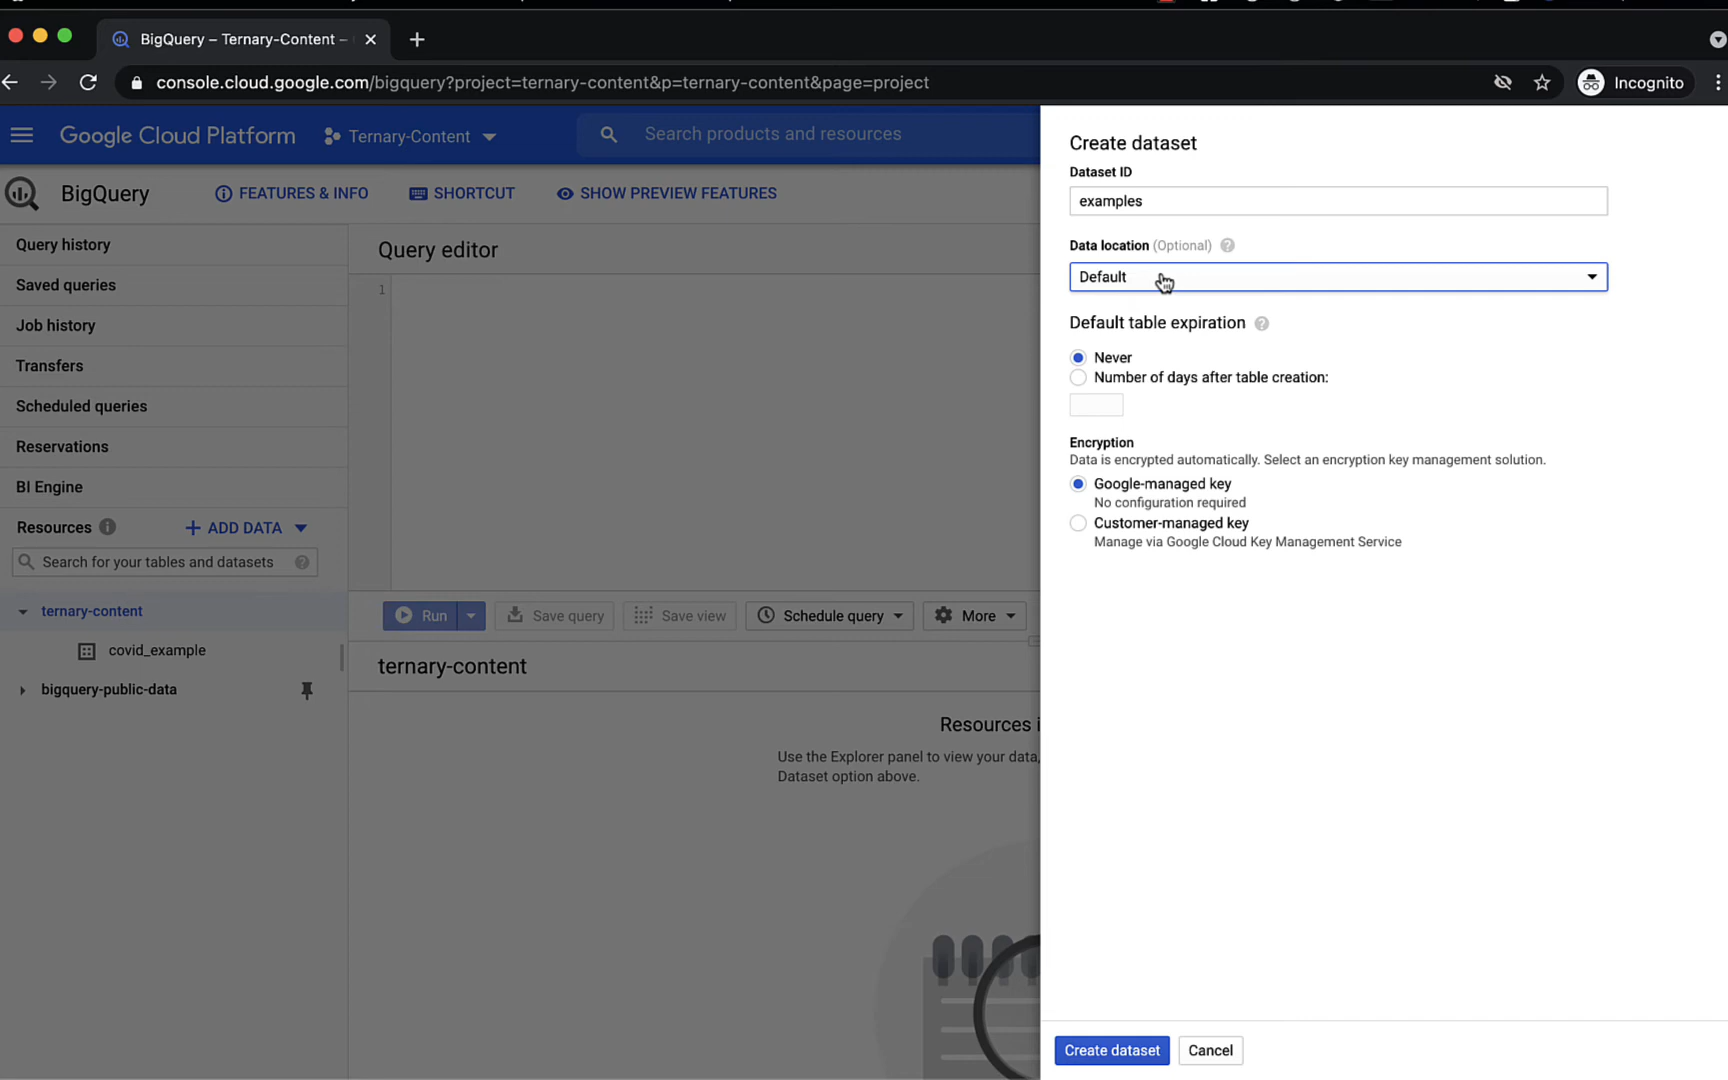 BigQuery – Ternary-Content –
console.cloud.google.com/bigquery?project=ternary-content&p=ternary-content&page=project
Incognito
Google Cloud Platform
Ternary-Content
Search products and resources
BigQuery
FEATURES & INFO
SHORTCUT
SHOW PREVIEW FEATURES
Query history
Saved queries
Job history
Transfers
Scheduled queries
Reservations
BI Engine
Resources
ADD DATA
Search for your tables and datasets
ternary-content
covid_example
bigquery-public-data
Query editor
1
Run
Save query
Save view
Schedule query
More
ternary-content
Resources i
Use the Explorer panel to view your data,
Dataset option above.
Create dataset
Dataset ID
examples
Data location (Optional)
Default
Default table expiration
Never
Number of days after table creation:
Encryption
Data is encrypted automatically. Select an encryption key management solution.
Google-managed key
No configuration required
Customer-managed key
Manage via Google Cloud Key Management Service
Create dataset
Cancel